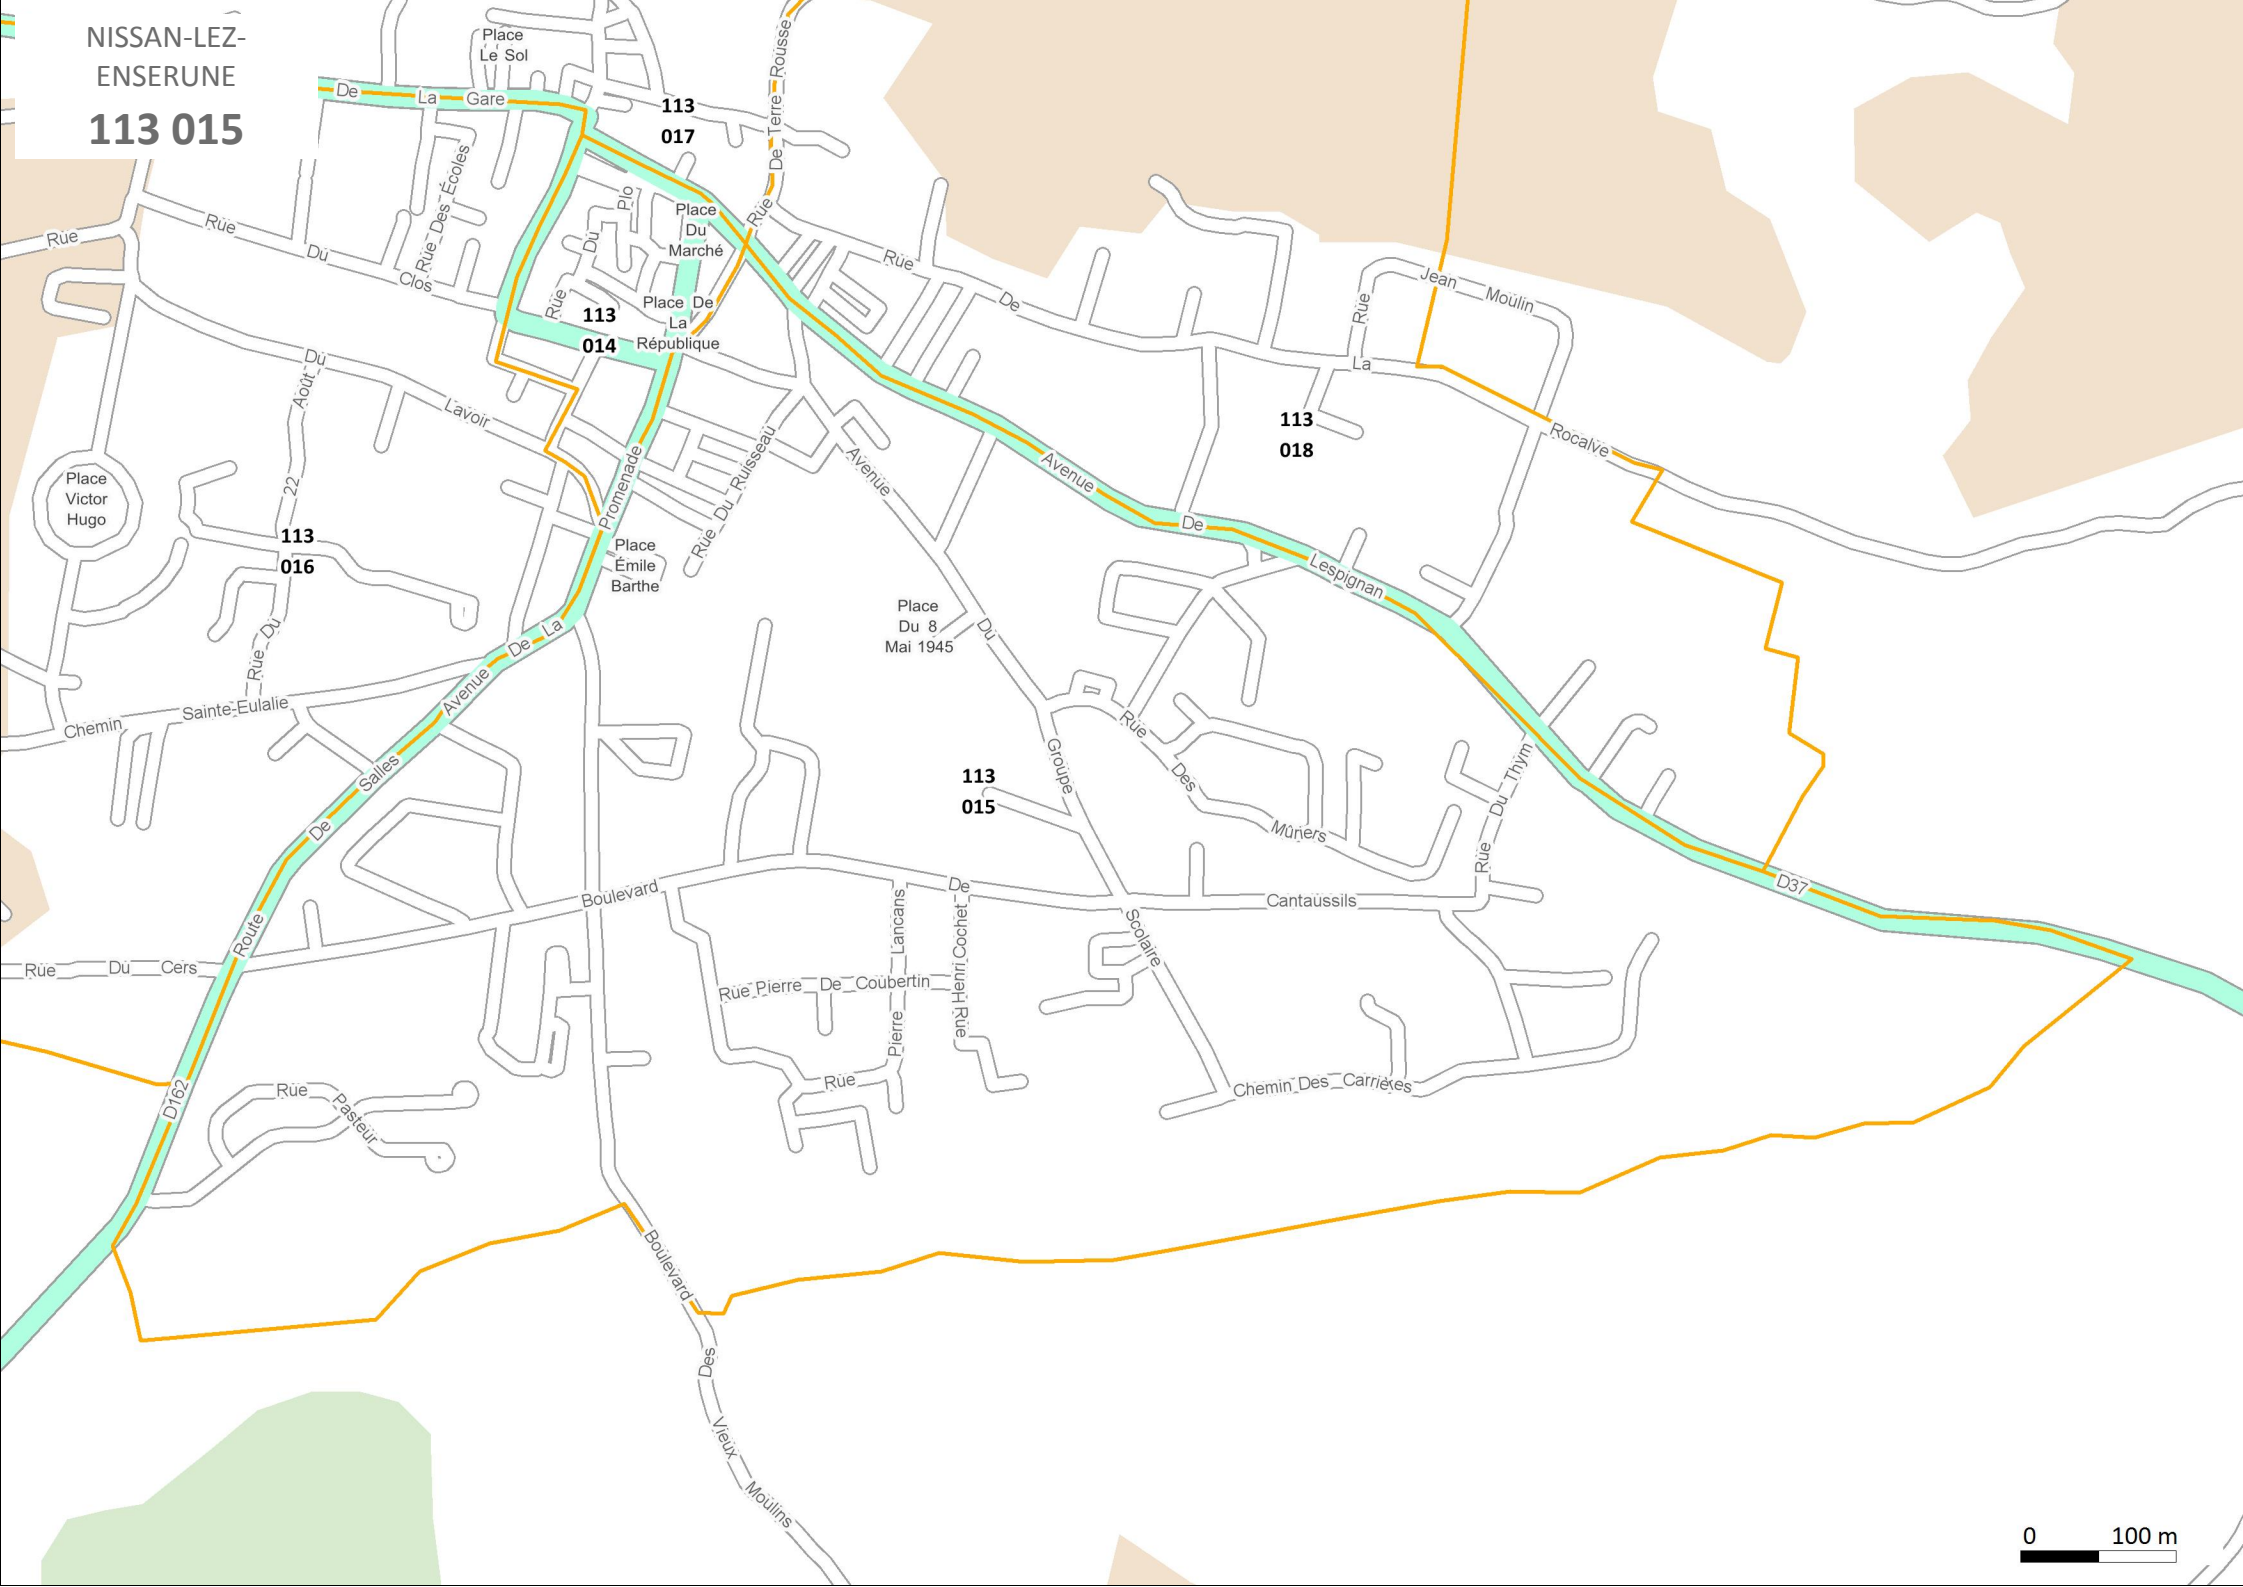 NISSAN-LEZ-
ENSERUNE
113 015
Place
Le Sol
De La Gare
113
017
Rue De Terre Rousse
Rue
Rue Du Clos
Rue Des Écoles
Rue Du Plo
Place
Du
Marché
Place De
La
République
113
014
Rue De La Rocalve
Rue Jean Moulin
113
018
Du Lavoir
Rue Du 22 Août
Place
Victor
Hugo
113
016
Promenade
Rue Du Ruisseau
Place
Émile
Barthe
Avenue De Lespignan
Avenue Du Groupe Scolaire
Place
Du 8
Mai 1945
Chemin Sainte-Eulalie
Avenue De La
Route De Salles
113
015
Rue Des Mûriers
Rue Du Thym
D37
Boulevard De Cantaussils
Rue Du Cers
Rue Pierre De Coubertin
Rue Pierre Lancans
Rue Henri Cochet
Chemin Des Carrières
D162
Rue Pasteur
Boulevard Des Vieux Moulins
0 100 m